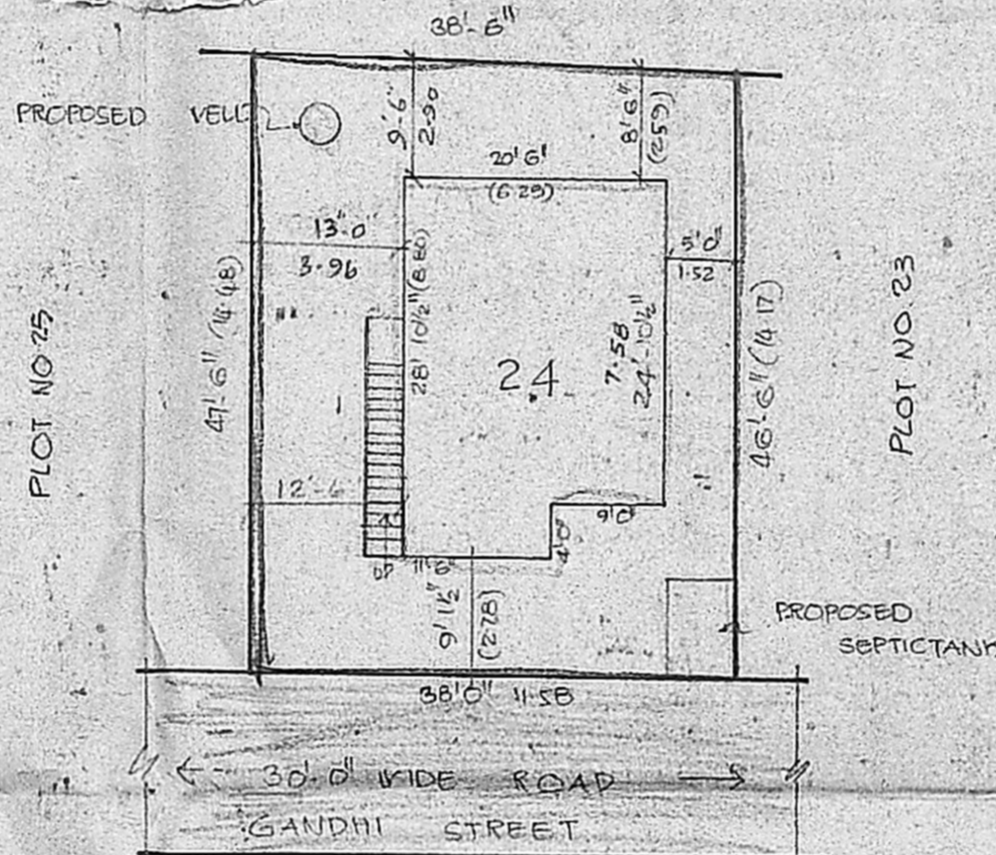 38'-6"
PROPOSED WELL
9'-6"
2.90
8'6"
(2.59)
20'6'
(6.29)
13"-0"
3.96
5'0"
1.52
47'-6" (14.48)
28' 10½" (8.80)
24
7.58
24'-10½"
46'-6" (14.17)
PLOT NO 25
PLOT NO. 23
12'-6
9'0"
4'0"
11'6"
9' 1½"
(2.78)
PROPOSED
SEPTICTANK
38'0" 11.58
30'-0" WIDE ROAD
GANDHI STREET